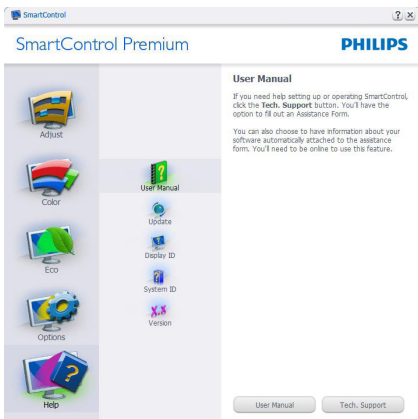 SmartControl
? X
SmartControl Premium
PHILIPS
Adjust
Color
Eco
Options
Help
User Manual
Update
Display ID
System ID
X.X
Version
User Manual
If you need help setting up or operating SmartControl,
click the Tech. Support button. You'll have the
option to fill out an Assistance Form.
You can also choose to have information about your
software automatically attached to the assistance
form. You'll need to be online to use this feature.
User Manual
Tech. Support